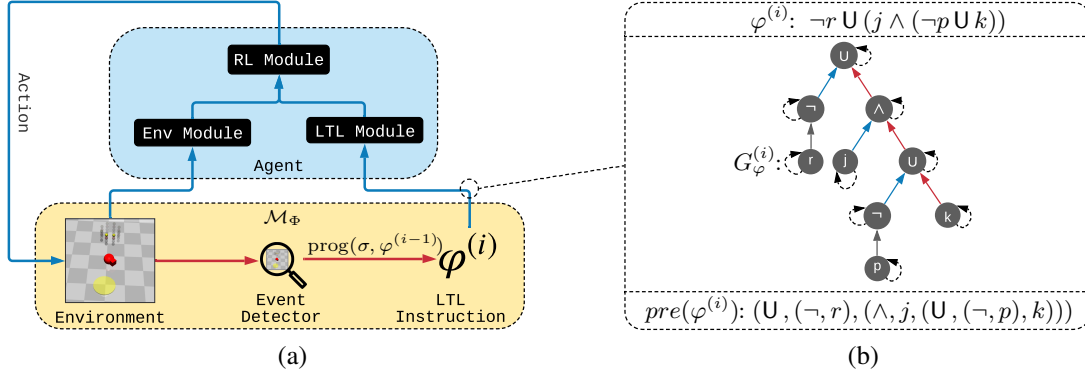 RL Module
Env Module
LTL Module
Agent
Action
M_Φ
prog(σ, φ^(i−1))
φ^(i)
Environment
Event
Detector
LTL
Instruction
(a)
φ^(i): ¬r U (j ∧ (¬p U k))
U
¬
∧
G_φ^(i):
r
j
U
¬
k
p
pre(φ^(i)): (U, (¬, r), (∧, j, (U, (¬, p), k)))
(b)